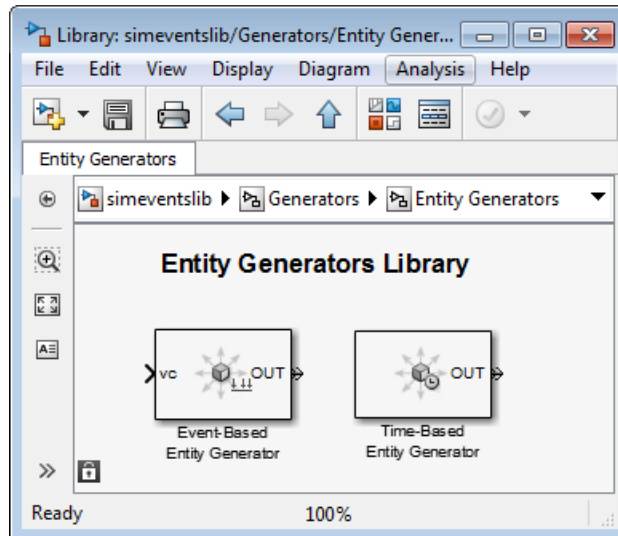 Library: simeventslib/Generators/Entity Gener...
File Edit View Display Diagram Analysis Help
Entity Generators
simeventslib Generators Entity Generators
Entity Generators Library
vc OUT OUT
Event-Based Time-Based
Entity Generator Entity Generator
Ready 100%